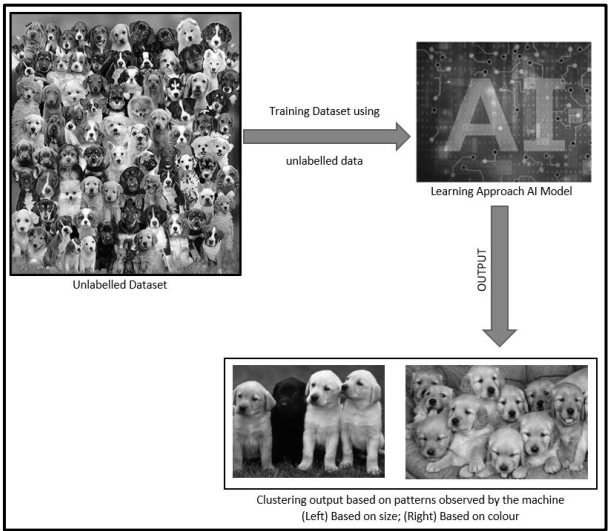 Training Dataset using
unlabelled data
AI
Learning Approach AI Model
Unlabelled Dataset
OUTPUT
Clustering output based on patterns observed by the machine
(Left) Based on size; (Right) Based on colour